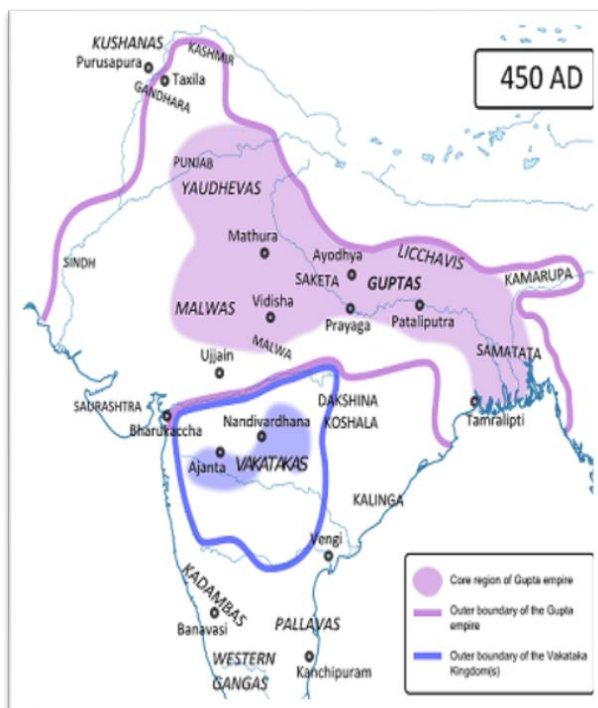 KUSHANAS
KASHMIR
Purusapura
Taxila
GANDHARA
450 AD
PUNJAB
YAUDHEVAS
Mathura
Ayodhya
LICCHAVIS
SINDH
SAKETA
GUPTAS
KAMARUPA
MALWAS
Vidisha
Prayaga
Pataliputra
MALWA
SAMATATA
Ujjain
SAURASHTRA
DAKSHINA
KOSHALA
Tamralipti
Bharukaccha
Nandivardhana
Ajanta
VAKATAKAS
KALINGA
Vengi
KADAMBAS
Banavasi
PALLAVAS
WESTERN
GANGAS
Kanchipuram
Core region of Gupta empire
Outer boundary of the Gupta
empire
Outer boundary of the Vakataka
Kingdom(s)